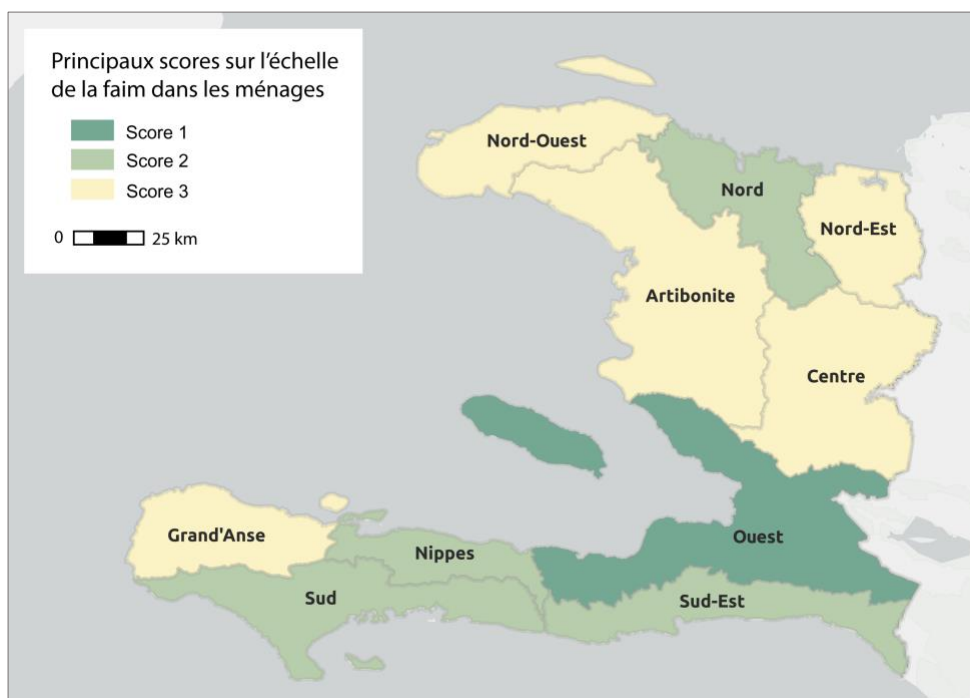 Principaux scores sur l'échelle
de la faim dans les ménages
Score 1
Score 2
Score 3
0 25 km
Nord-Ouest
Nord
Nord-Est
Artibonite
Centre
Grand'Anse
Nippes
Ouest
Sud
Sud-Est